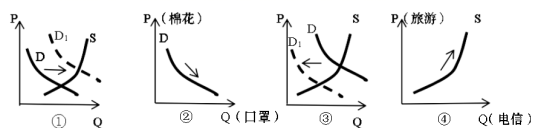 P D₁ S D Q ①
P（棉花） D Q（口罩） ②
P D S D₁ Q ③
P（旅游） S Q（电信） ④